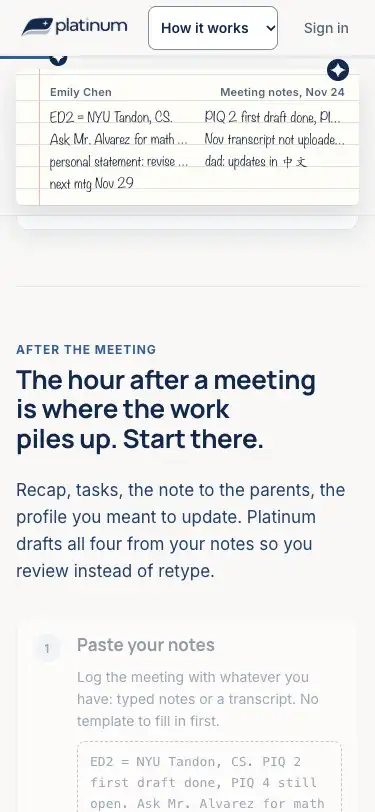 platinum
How it works
Sign in
Emily Chen
Meeting notes, Nov 24
ED2 = NYU Tandon, CS.
Ask Mr. Alvarez for math ...
personal statement: revise ...
next mtg Nov 29
PIQ 2 first draft done, PI...
Nov transcript not uploade...
dad: updates in 中文
AFTER THE MEETING
The hour after a meeting
is where the work
piles up. Start there.
Recap, tasks, the note to the parents, the
profile you meant to update. Platinum
drafts all four from your notes so you
review instead of retype.
1
Paste your notes
Log the meeting with whatever you
have: typed notes or a transcript. No
template to fill in first.
ED2 = NYU Tandon, CS. PIQ 2
first draft done, PIQ 4 still
open. Ask Mr. Alvarez for math